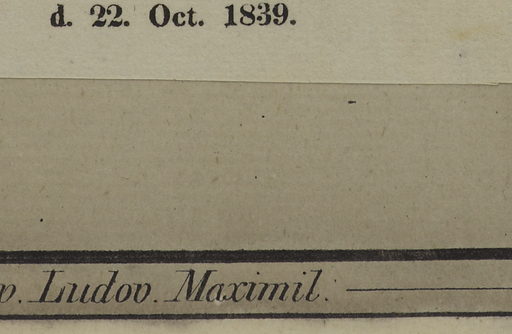 d. 22. Oct. 1839.
Ludov. Maximil.